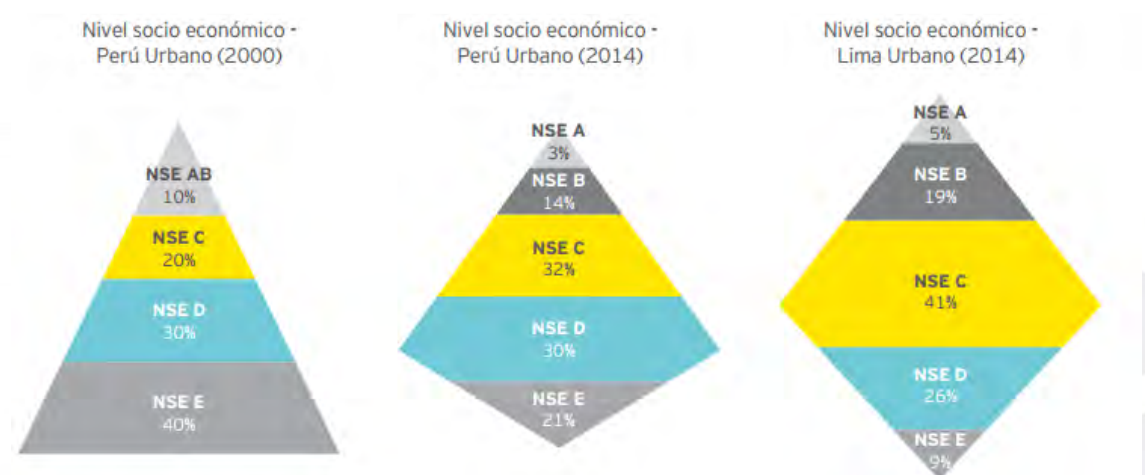 Nivel socio económico -
Perú Urbano (2000)
NSE AB
10%
NSE C
20%
NSE D
30%
NSE E
40%
Nivel socio económico -
Perú Urbano (2014)
NSE A
3%
NSE B
14%
NSE C
32%
NSE D
30%
NSE E
21%
Nivel socio económico -
Lima Urbano (2014)
NSE A
5%
NSE B
19%
NSE C
41%
NSE D
26%
NSE E
9%